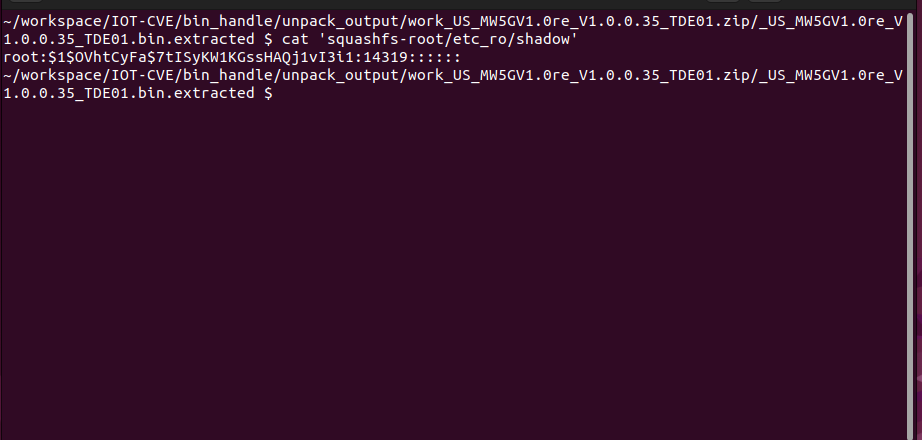 ~/workspace/IOT-CVE/bin_handle/unpack_output/work_US_MW5GV1.0re_V1.0.0.35_TDE01.zip/_US_MW5GV1.0re_V
1.0.0.35_TDE01.bin.extracted $ cat 'squashfs-root/etc_ro/shadow'
root:$1$OVhtCyFa$7tISyKW1KGssHAQj1vI3i1:14319::::::
~/workspace/IOT-CVE/bin_handle/unpack_output/work_US_MW5GV1.0re_V1.0.0.35_TDE01.zip/_US_MW5GV1.0re_V
1.0.0.35_TDE01.bin.extracted $